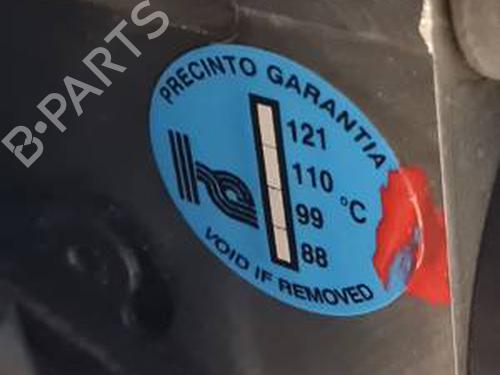 B-PARTS
PRECINTO GARANTIA
121
110
°C
99
88
VOID IF REMOVED